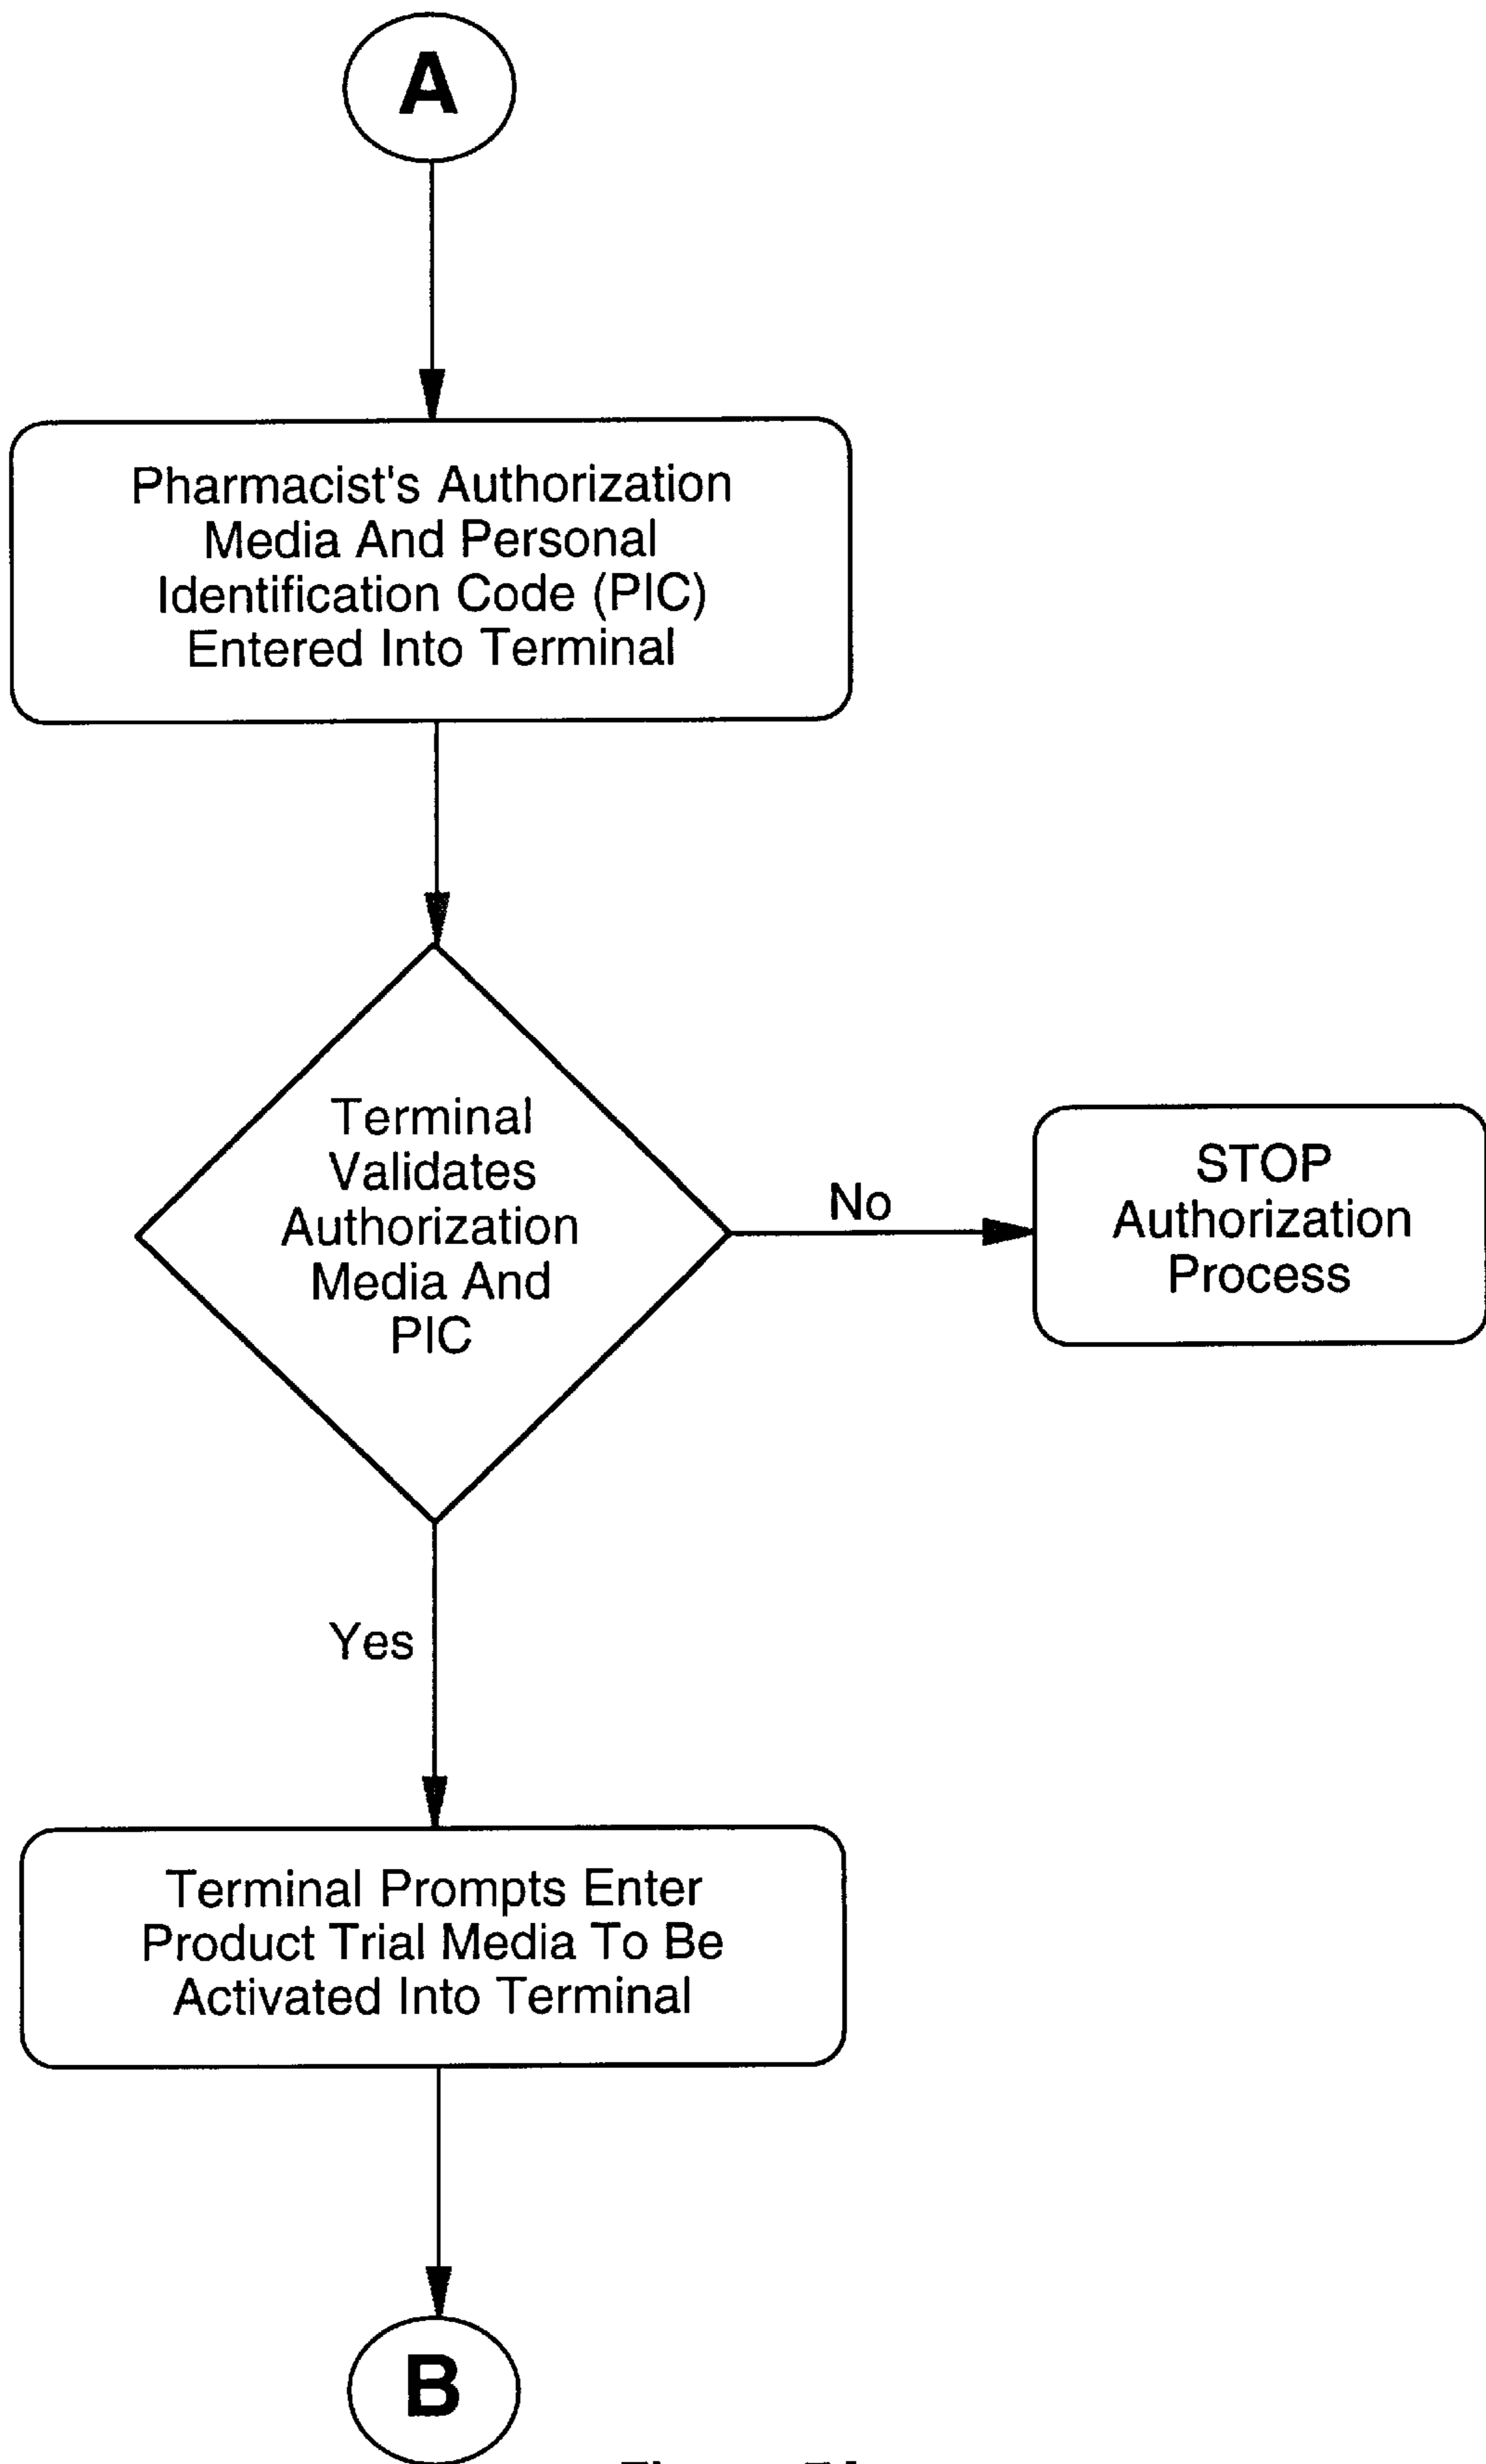 A
Pharmacist's Authorization
Media And Personal
Identification Code (PIC)
Entered Into Terminal
Terminal
Validates
Authorization
Media And
PIC
No
STOP
Authorization
Process
Yes
Terminal Prompts Enter
Product Trial Media To Be
Activated Into Terminal
B